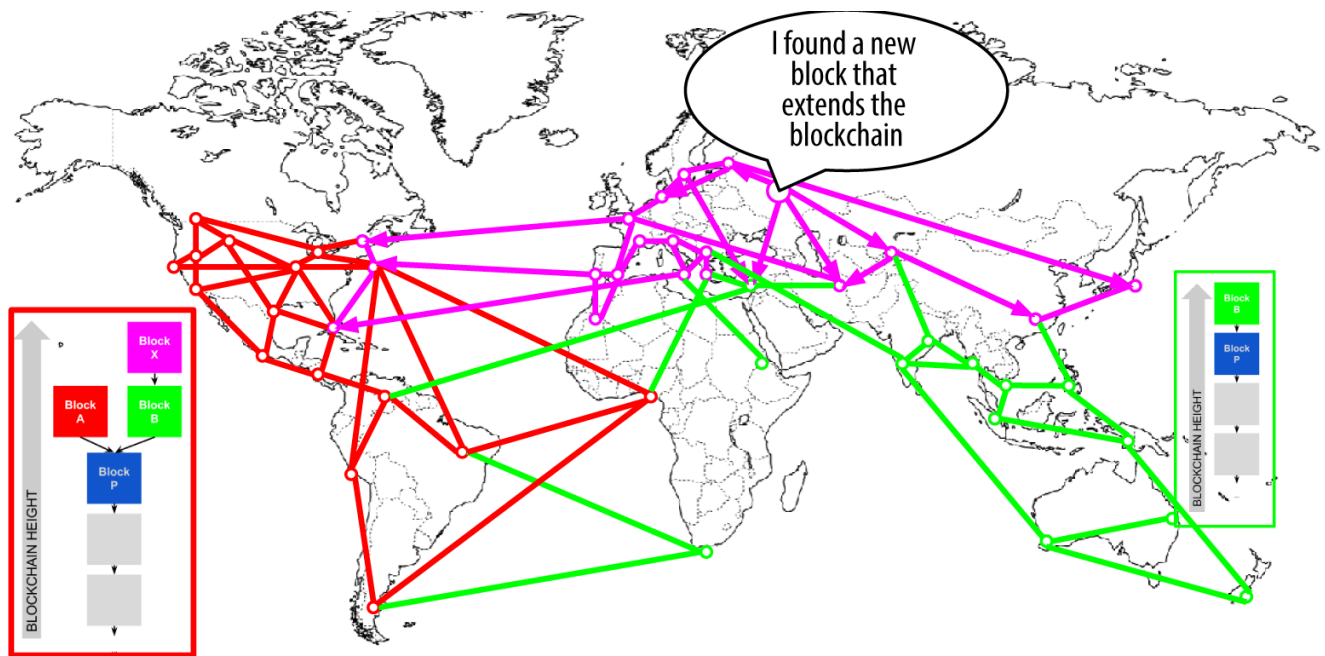 I found a new
block that
extends the
blockchain
BLOCKCHAIN HEIGHT
Block
X
Block
A
Block
B
Block
P
BLOCKCHAIN HEIGHT
Block
B
Block
P